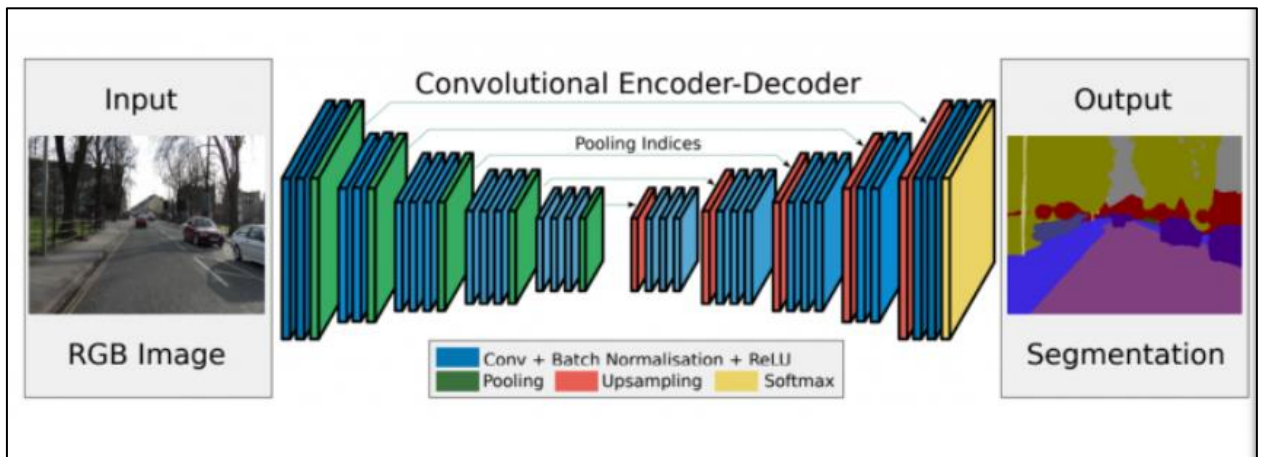 Convolutional Encoder-Decoder
Input
Output
Pooling Indices
RGB Image
Segmentation
Conv + Batch Normalisation + ReLU
Pooling Upsampling Softmax